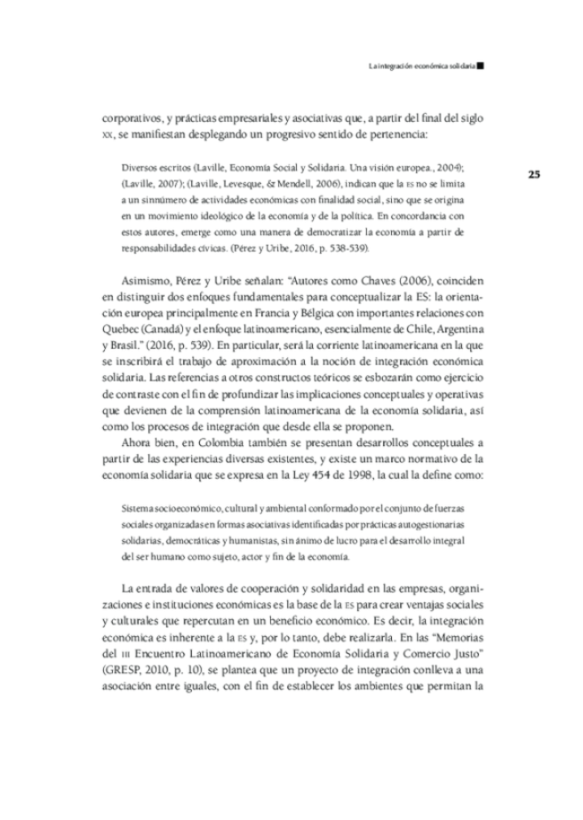 La integración económica solidaria
corporativos, y prácticas empresariales y asociativas que, a partir del final del siglo
XX, se manifiestan desplegando un progresivo sentido de pertenencia:
25
Diversos escritos (Laville, Economía Social y Solidaria. Una visión europea., 2004);
(Laville, 2007); (Laville, Levesque, & Mendell, 2006), indican que la ES no se limita
a un sinnúmero de actividades económicas con finalidad social, sino que se origina
en un movimiento ideológico de la economía y de la política. En concordancia con
estos autores, emerge como una manera de democratizar la economía a partir de
responsabilidades cívicas. (Pérez y Uribe, 2016, p. 538-539).
Asimismo, Pérez y Uribe señalan: “Autores como Chaves (2006), coinciden
en distinguir dos enfoques fundamentales para conceptualizar la ES: la orienta-
ción europea principalmente en Francia y Bélgica con importantes relaciones con
Quebec (Canadá) y el enfoque latinoamericano, esencialmente de Chile, Argentina
y Brasil.” (2016, p. 539). En particular, será la corriente latinoamericana en la que
se inscribirá el trabajo de aproximación a la noción de integración económica
solidaria. Las referencias a otros constructos teóricos se esbozarán como ejercicio
de contraste con el fin de profundizar las implicaciones conceptuales y operativas
que devienen de la comprensión latinoamericana de la economía solidaria, así
como los procesos de integración que desde ella se proponen.
Ahora bien, en Colombia también se presentan desarrollos conceptuales a
partir de las experiencias diversas existentes, y existe un marco normativo de la
economía solidaria que se expresa en la Ley 454 de 1998, la cual la define como:
Sistema socioeconómico, cultural y ambiental conformado por el conjunto de fuerzas
sociales organizadas en formas asociativas identificadas por prácticas autogestionarias
solidarias, democráticas y humanistas, sin ánimo de lucro para el desarrollo integral
del ser humano como sujeto, actor y fin de la economía.
La entrada de valores de cooperación y solidaridad en las empresas, organi-
zaciones e instituciones económicas es la base de la ES para crear ventajas sociales
y culturales que repercutan en un beneficio económico. Es decir, la integración
económica es inherente a la ES y, por lo tanto, debe realizarla. En las “Memorias
del III Encuentro Latinoamericano de Economía Solidaria y Comercio Justo”
(GRESP, 2010, p. 10), se plantea que un proyecto de integración conlleva a una
asociación entre iguales, con el fin de establecer los ambientes que permitan la